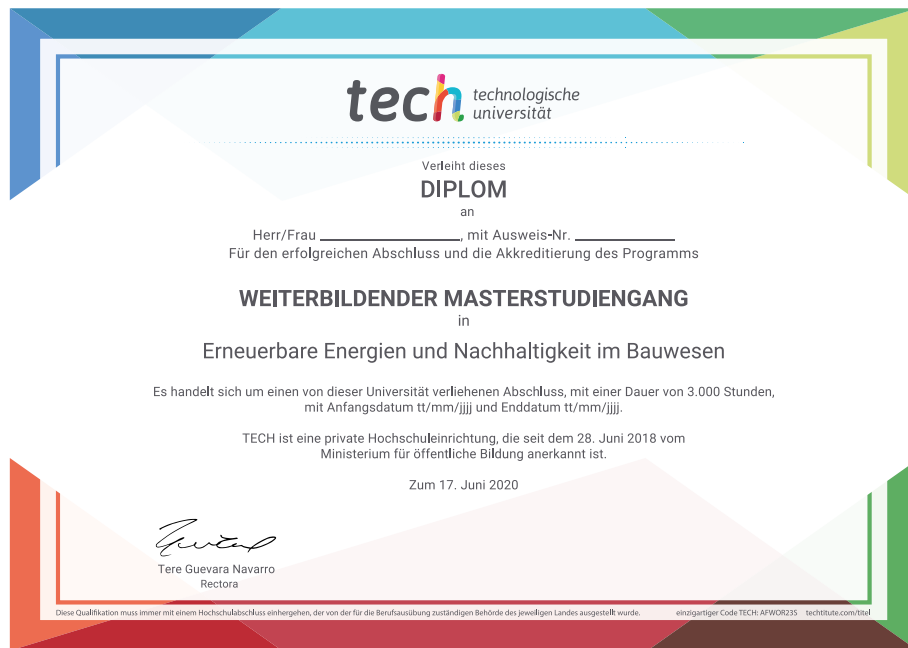 tech technologische
universität
Verleiht dieses
DIPLOM
an
Herr/Frau ____________________, mit Ausweis-Nr. ______________
Für den erfolgreichen Abschluss und die Akkreditierung des Programms
WEITERBILDENDER MASTERSTUDIENGANG
in
Erneuerbare Energien und Nachhaltigkeit im Bauwesen
Es handelt sich um einen von dieser Universität verliehenen Abschluss, mit einer Dauer von 3.000 Stunden,
mit Anfangsdatum tt/mm/jjjj und Enddatum tt/mm/jjjj.
TECH ist eine private Hochschuleinrichtung, die seit dem 28. Juni 2018 vom
Ministerium für öffentliche Bildung anerkannt ist.
Zum 17. Juni 2020
Tere Guevara Navarro
Rectora
Diese Qualifikation muss immer mit einem Hochschulabschluss einhergehen, der von der für die Berufsausübung zuständigen Behörde des jeweiligen Landes ausgestellt wurde. einzigartiger Code TECH: AFWOR23S techtitute.com/titel